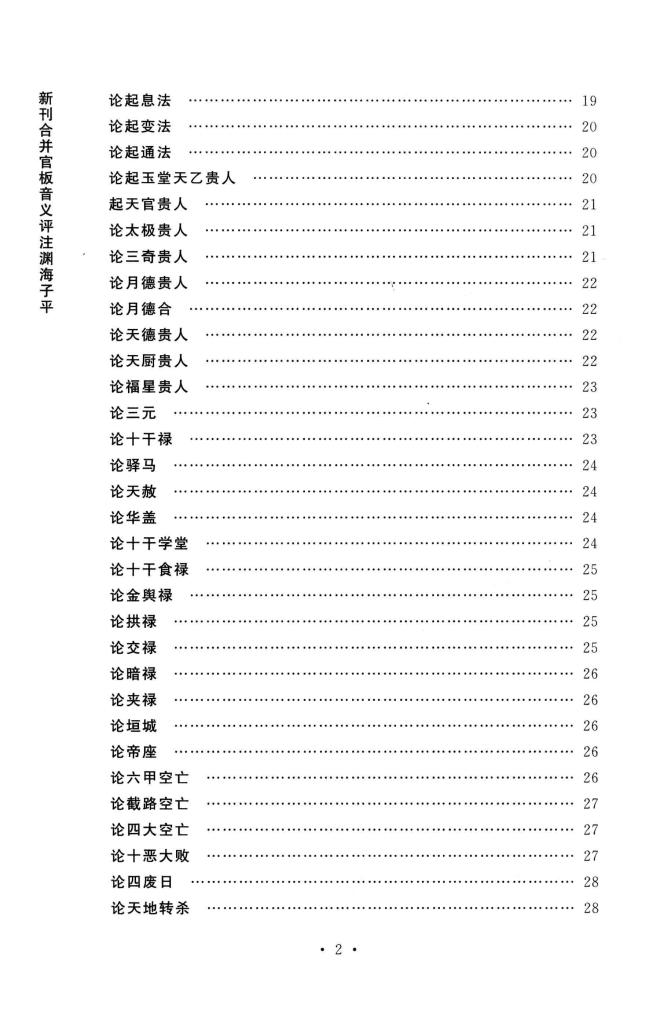 新刊合并官板音义评注渊海子平
论起息法 ……………………………………………………………… 19
论起变法 ……………………………………………………………… 20
论起通法 ……………………………………………………………… 20
论起玉堂天乙贵人 …………………………………………………… 20
起天官贵人 …………………………………………………………… 21
论太极贵人 …………………………………………………………… 21
论三奇贵人 …………………………………………………………… 21
论月德贵人 …………………………………………………………… 22
论月德合 ……………………………………………………………… 22
论天德贵人 …………………………………………………………… 22
论天厨贵人 …………………………………………………………… 22
论福星贵人 …………………………………………………………… 23
论三元 ………………………………………………………………… 23
论十干禄 ……………………………………………………………… 23
论驿马 ………………………………………………………………… 24
论天赦 ………………………………………………………………… 24
论华盖 ………………………………………………………………… 24
论十干学堂 …………………………………………………………… 24
论十干食禄 …………………………………………………………… 25
论金舆禄 ……………………………………………………………… 25
论拱禄 ………………………………………………………………… 25
论交禄 ………………………………………………………………… 25
论暗禄 ………………………………………………………………… 26
论夹禄 ………………………………………………………………… 26
论垣城 ………………………………………………………………… 26
论帝座 ………………………………………………………………… 26
论六甲空亡 …………………………………………………………… 26
论截路空亡 …………………………………………………………… 27
论四大空亡 …………………………………………………………… 27
论十恶大败 …………………………………………………………… 27
论四废日 ……………………………………………………………… 28
论天地转杀 …………………………………………………………… 28
• 2 •